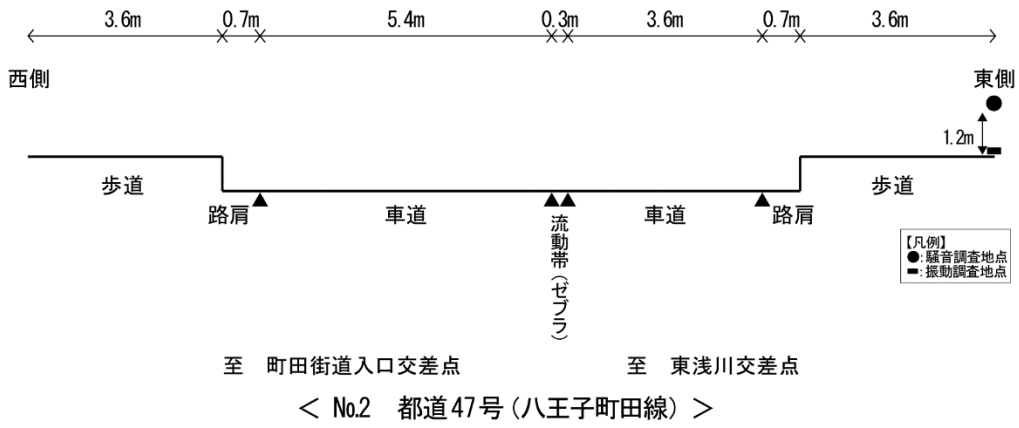 3.6m 0.7m 5.4m 0.3m 3.6m 0.7m 3.6m
西側 東側
1.2m
歩道 歩道
路肩 車道 車道 路肩
流動帯(ゼブラ)
【凡例】
●:騒音調査地点
■:振動調査地点
至 町田街道入口交差点 至 東浅川交差点
< No.2 都道47号(八王子町田線) >